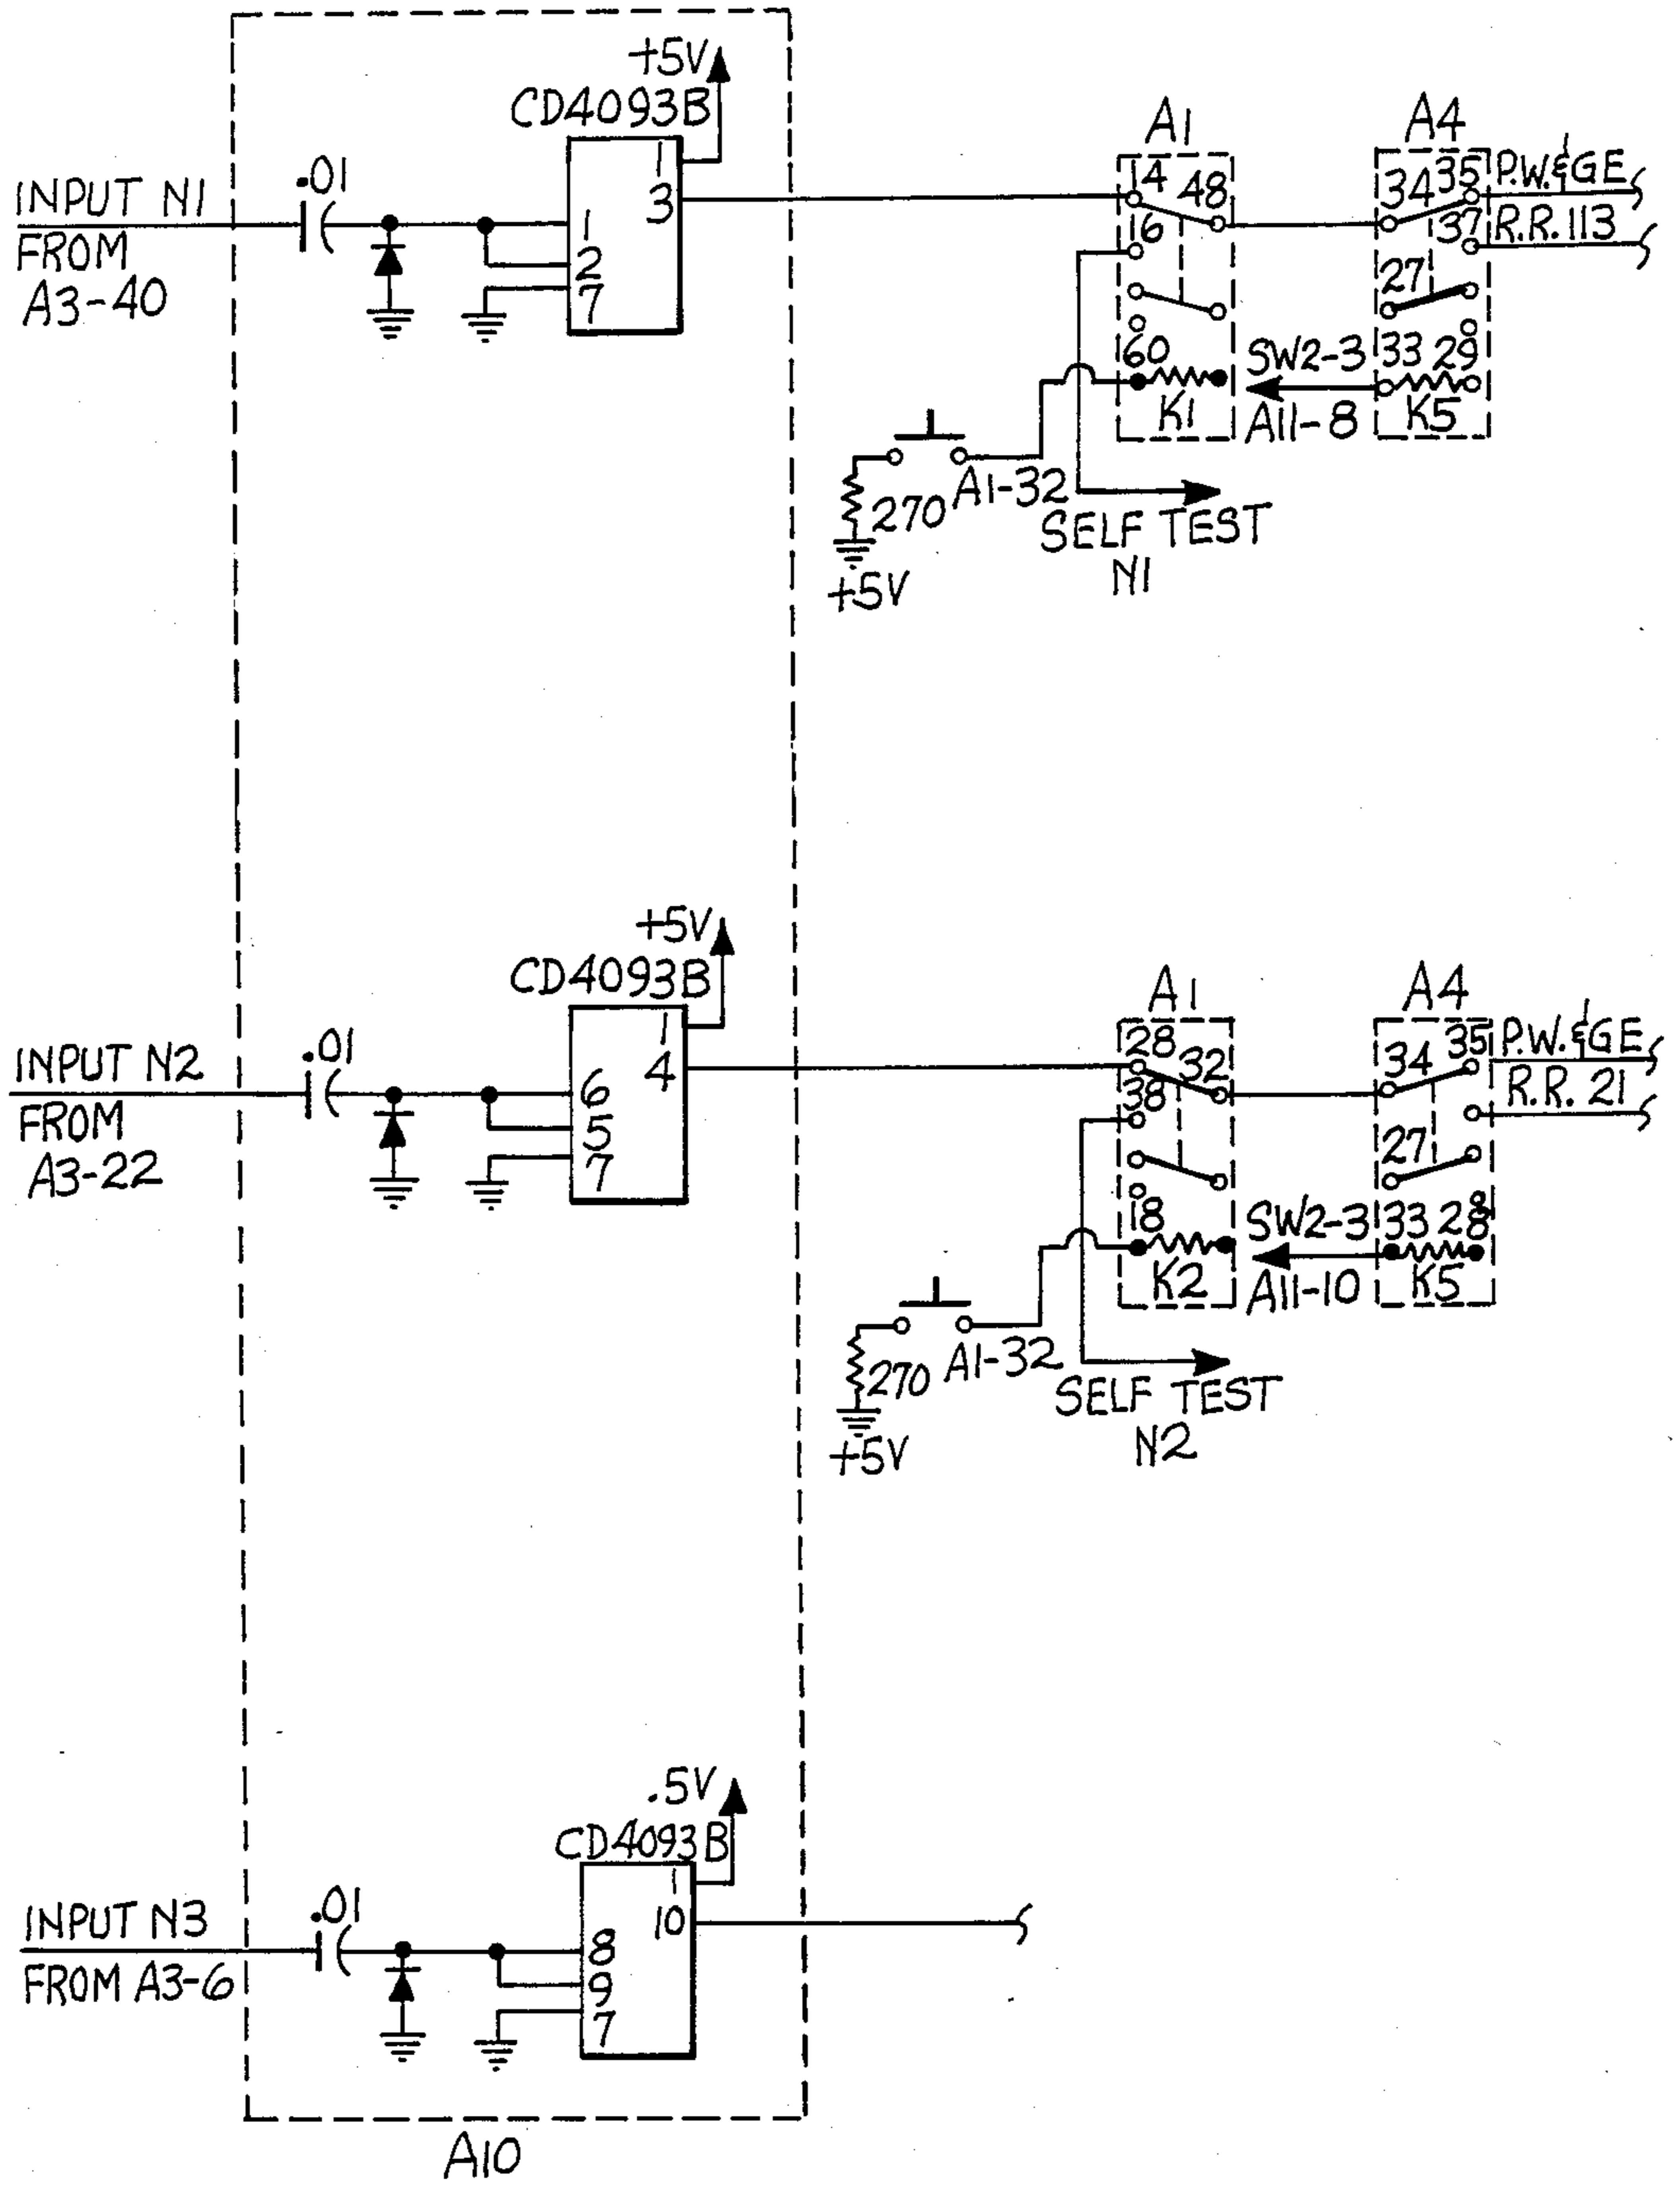 +5V
CD4093B
1
3
1
2
7
.01
INPUT N1
FROM
A3-40
A1
14 48
16
60
K1
A4
34 35
37
27
33 29
K5
P.W.&GE
R.R. 113
SW2-3
A11-8
270
A1-32
+5V
SELF TEST
N1
+5V
CD4093B
1
4
6
5
7
.01
INPUT N2
FROM
A3-22
A1
28 32
38
18
K2
A4
34 35
27
33 28
K5
P.W.&GE
R.R. 21
SW2-3
A11-10
270
A1-32
+5V
SELF TEST
N2
.5V
CD4093B
1
10
8
9
7
.01
INPUT N3
FROM A3-6
A10